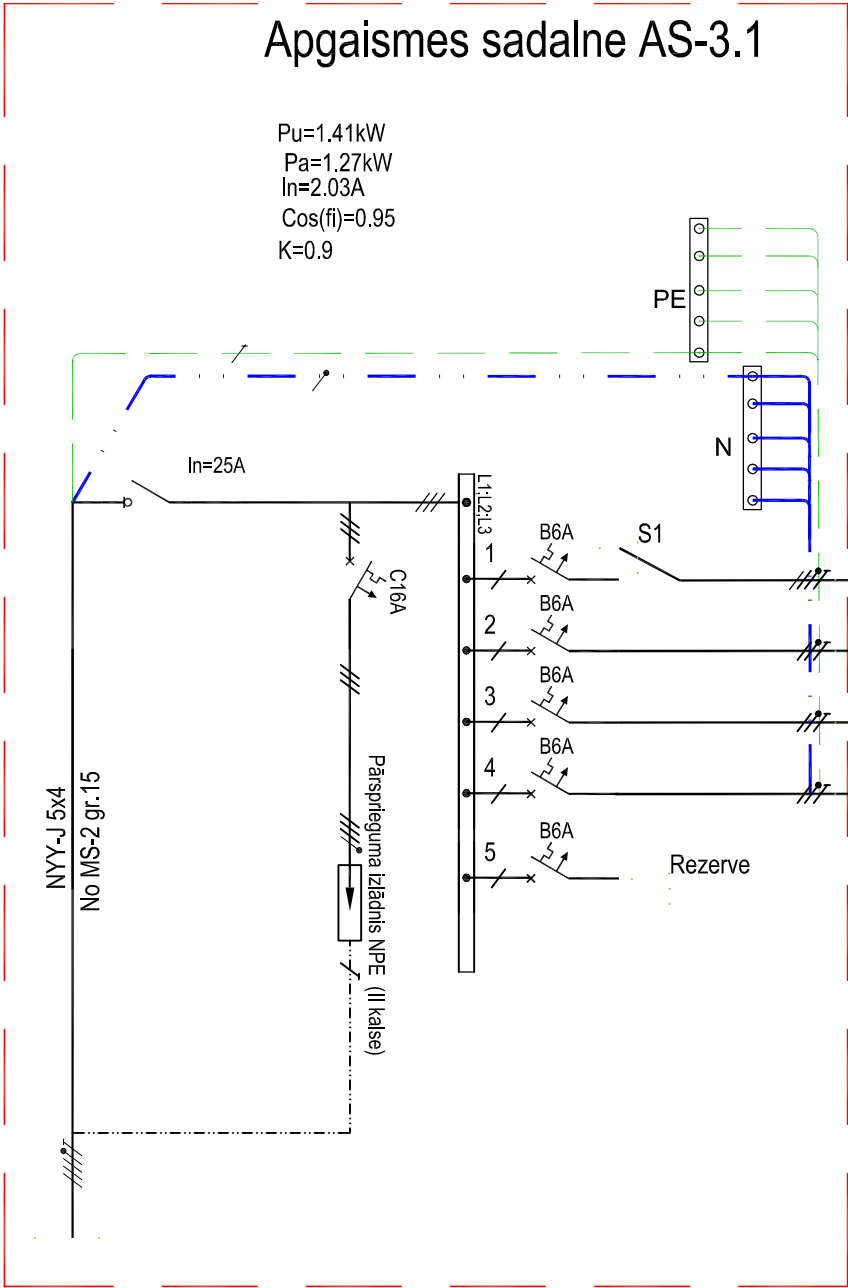 Apgaismes sadalne AS-3.1
Pu=1.41kW
Pa=1.27kW
In=2.03A
Cos(fi)=0.95
K=0.9
PE
N
In=25A
L1;L2;L3
C16A
1
B6A
S1
2
B6A
3
B6A
4
B6A
5
B6A
Rezerve
NYY-J 5x4
No MS-2 gr.15
Pārsprieguma izlādnis NPE (II kalse)